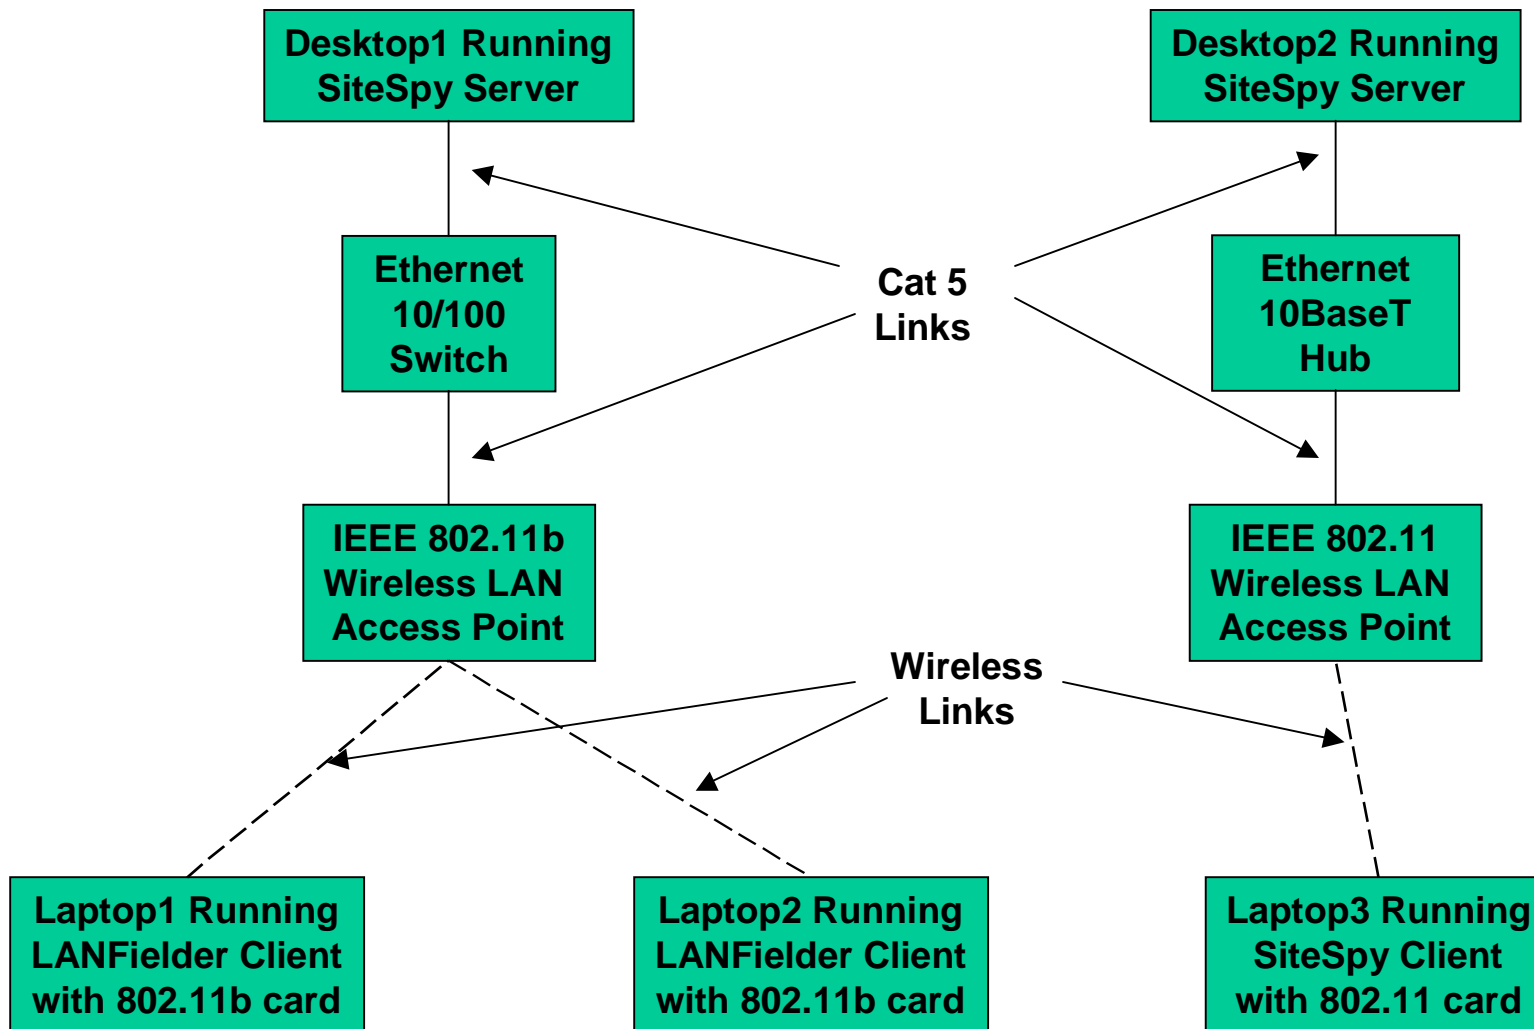 Desktop1 Running
SiteSpy Server
Desktop2 Running
SiteSpy Server
Ethernet
10/100
Switch
Cat 5
Links
Ethernet
10BaseT
Hub
IEEE 802.11b
Wireless LAN
Access Point
IEEE 802.11
Wireless LAN
Access Point
Wireless
Links
Laptop1 Running
LANFielder Client
with 802.11b card
Laptop2 Running
LANFielder Client
with 802.11b card
Laptop3 Running
SiteSpy Client
with 802.11 card